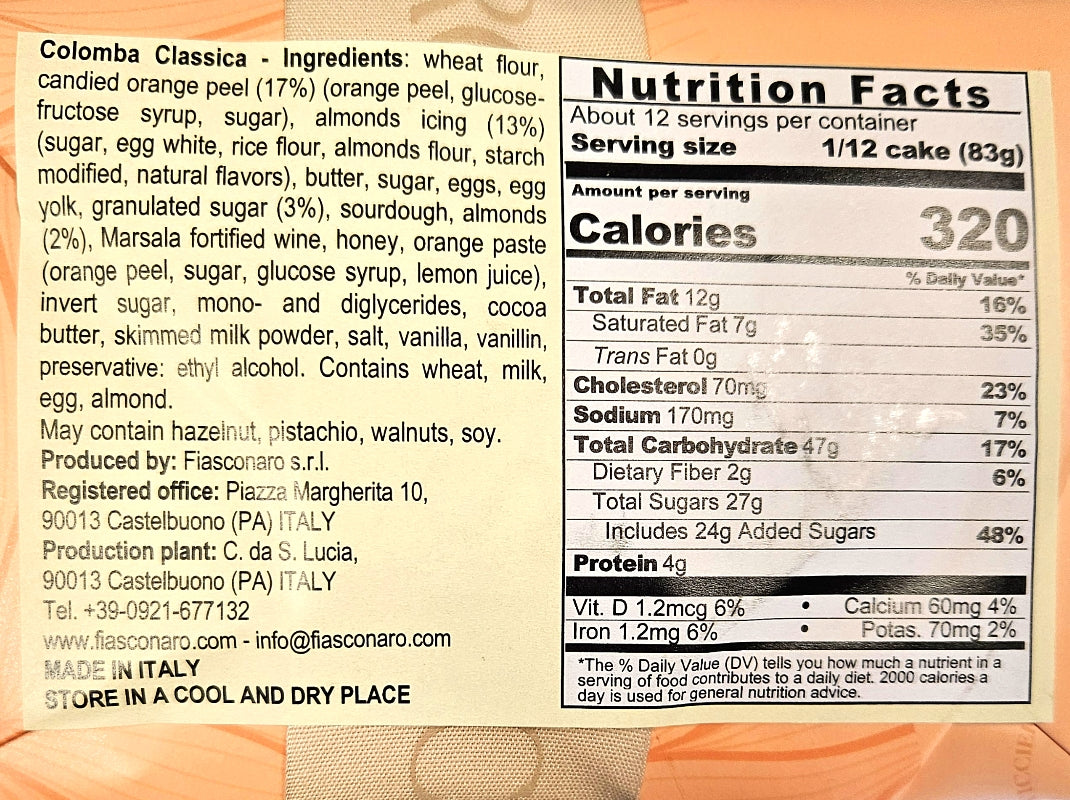 Colomba Classica - Ingredients: wheat flour,
candied orange peel (17%) (orange peel, glucose-
fructose syrup, sugar), almonds icing (13%)
(sugar, egg white, rice flour, almonds flour, starch
modified, natural flavors), butter, sugar, eggs, egg
yolk, granulated sugar (3%), sourdough, almonds
(2%), Marsala fortified wine, honey, orange paste
(orange peel, sugar, glucose syrup, lemon juice),
invert sugar, mono- and diglycerides, cocoa
butter, skimmed milk powder, salt, vanilla, vanillin,
preservative: ethyl alcohol. Contains wheat, milk,
egg, almond.
May contain hazelnut, pistachio, walnuts, soy.
Produced by: Fiasconaro s.r.l.
Registered office: Piazza Margherita 10,
90013 Castelbuono (PA) ITALY
Production plant: C. da S. Lucia,
90013 Castelbuono (PA) ITALY
Tel. +39-0921-677132
www.fiasconaro.com - info@fiasconaro.com
MADE IN ITALY
STORE IN A COOL AND DRY PLACE
Nutrition Facts
About 12 servings per container
Serving size 1/12 cake (83g)
Amount per serving
Calories 320
% Daily Value*
Total Fat 12g 16%
Saturated Fat 7g 35%
Trans Fat 0g
Cholesterol 70mg 23%
Sodium 170mg 7%
Total Carbohydrate 47g 17%
Dietary Fiber 2g 6%
Total Sugars 27g
Includes 24g Added Sugars 48%
Protein 4g
Vit. D 1.2mcg 6% • Calcium 60mg 4%
Iron 1.2mg 6% • Potas. 70mg 2%
*The % Daily Value (DV) tells you how much a nutrient in a
serving of food contributes to a daily diet. 2000 calories a
day is used for general nutrition advice.